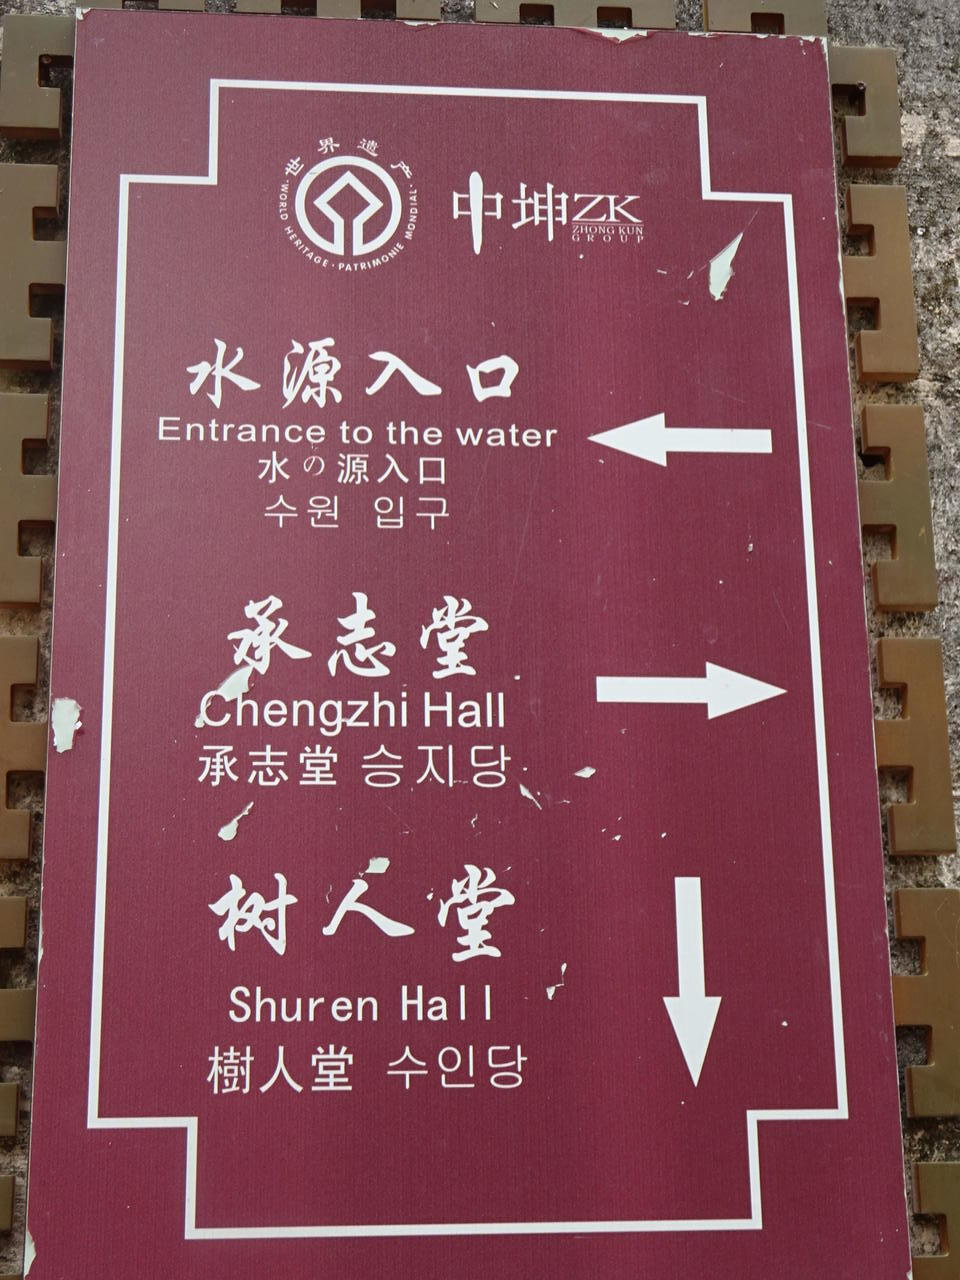 世界遗产
·WORLD HERITAGE·PATRIMONIE MONDIAL·
中坤ZK
ZHONG KUN
GROUP
水源入口
Entrance to the water
水の源入口
수원 입구
承志堂
Chengzhi Hall
承志堂 승지당
树人堂
Shuren Hall
樹人堂 수인당